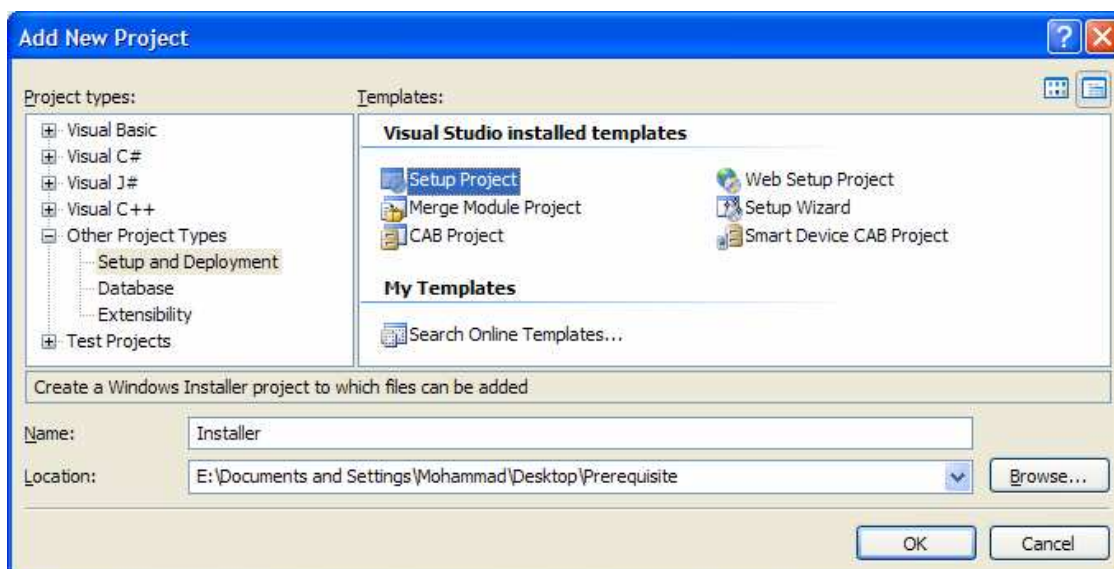 Add New Project
Project types:
Templates:
Visual Basic
Visual C#
Visual J#
Visual C++
Other Project Types
Setup and Deployment
Database
Extensibility
Test Projects
Visual Studio installed templates
Setup Project
Web Setup Project
Merge Module Project
Setup Wizard
CAB Project
Smart Device CAB Project
My Templates
Search Online Templates...
Create a Windows Installer project to which files can be added
Name:
Installer
Location:
E:\Documents and Settings\Mohammad\Desktop\Prerequisite
Browse...
OK
Cancel